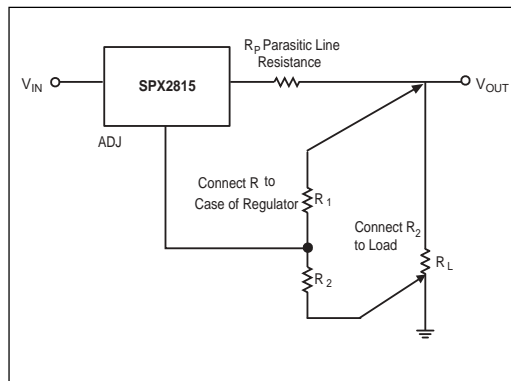 R_P Parasitic Line
Resistance
V_IN
SPX2815
V_OUT
ADJ
Connect R to
Case of Regulator
R_1
Connect R_2
to Load
R_2
R_L